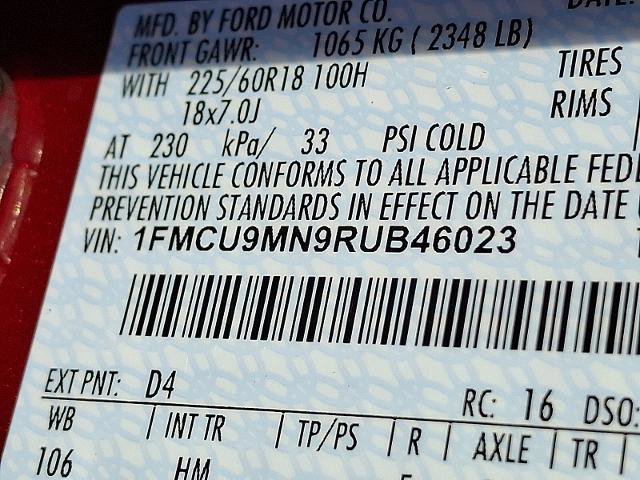 MFD. BY FORD MOTOR CO.
FRONT GAWR: 1065 KG ( 2348 LB)
WITH 225/60R18 100H TIRES
18x7.0J RIMS
AT 230 kPa/ 33 PSI COLD
THIS VEHICLE CONFORMS TO ALL APPLICABLE FEDE
PREVENTION STANDARDS IN EFFECT ON THE DATE
VIN: 1FMCU9MN9RUB46023
EXT PNT: D4 RC: 16 DSO:
WB | INT TR | TP/PS | R | AXLE | TR
106 HM